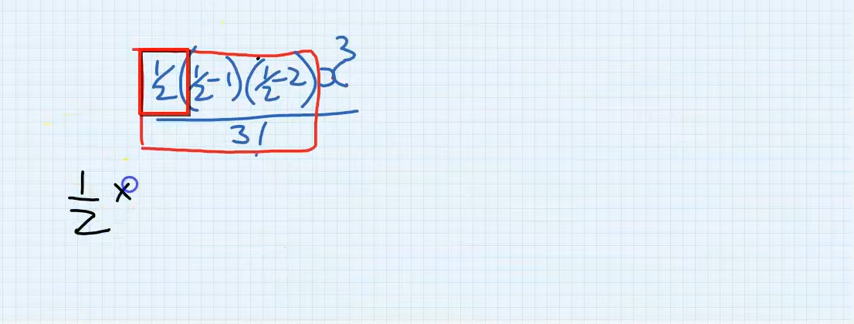 ½(½-1)(½-2)x³
3!
1/2 ×